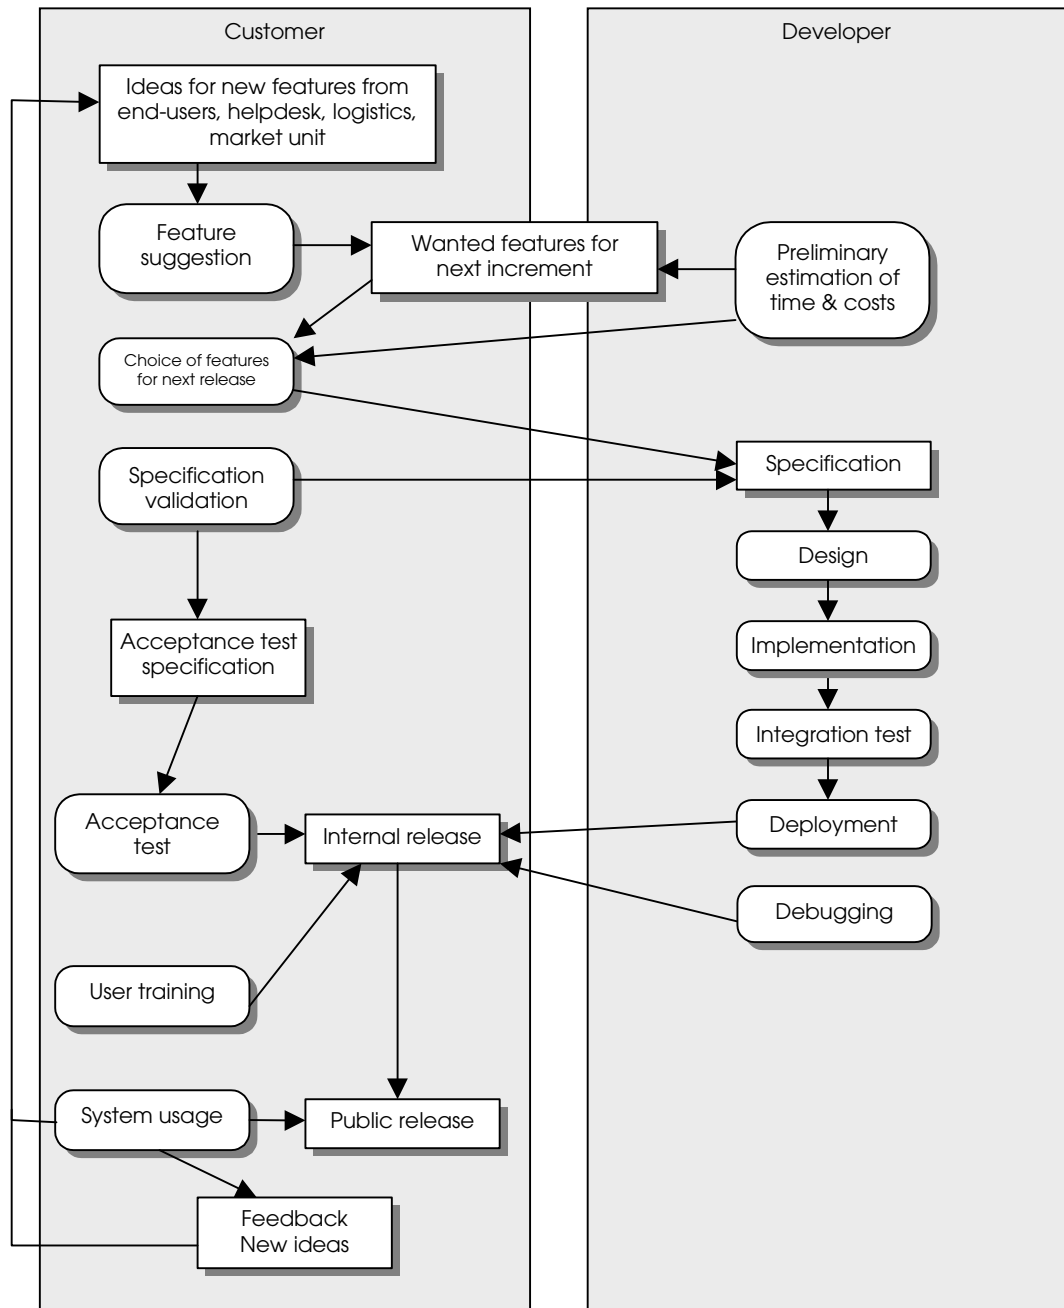 Customer
Developer
Ideas for new features from
end-users, helpdesk, logistics,
market unit
Feature
suggestion
Wanted features for
next increment
Preliminary
estimation of
time & costs
Choice of features
for next release
Specification
validation
Specification
Design
Acceptance test
specification
Implementation
Integration test
Acceptance
test
Internal release
Deployment
Debugging
User training
System usage
Public release
Feedback
New ideas